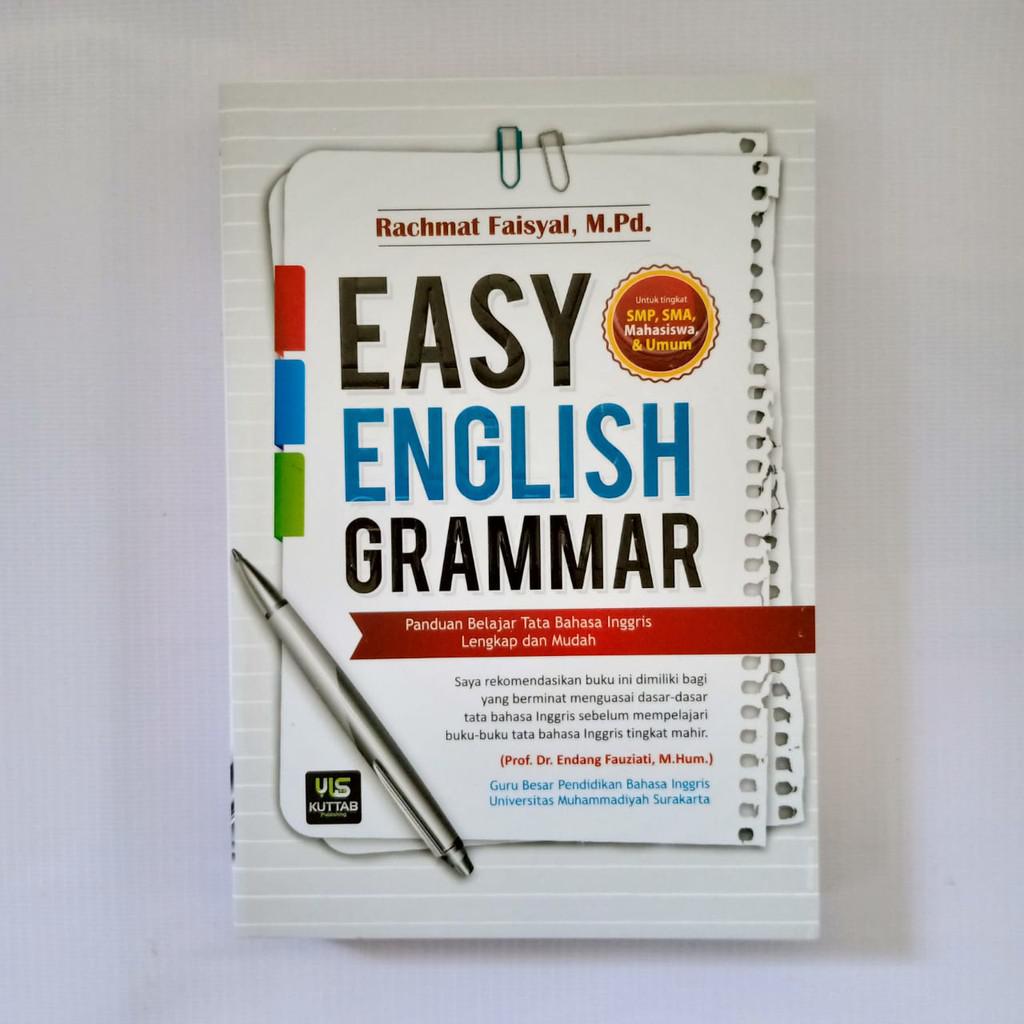 Rachmat Faisyal, M.Pd.
EASY
Untuk tingkat
SMP, SMA,
Mahasiswa,
& Umum
ENGLISH
GRAMMAR
Panduan Belajar Tata Bahasa Inggris
Lengkap dan Mudah
Saya rekomendasikan buku ini dimiliki bagi
yang berminat menguasai dasar-dasar
tata bahasa Inggris sebelum mempelajari
buku-buku tata bahasa Inggris tingkat mahir.
(Prof. Dr. Endang Fauziati, M.Hum.)
Guru Besar Pendidikan Bahasa Inggris
Universitas Muhammadiyah Surakarta
KUTTAB
Publishing